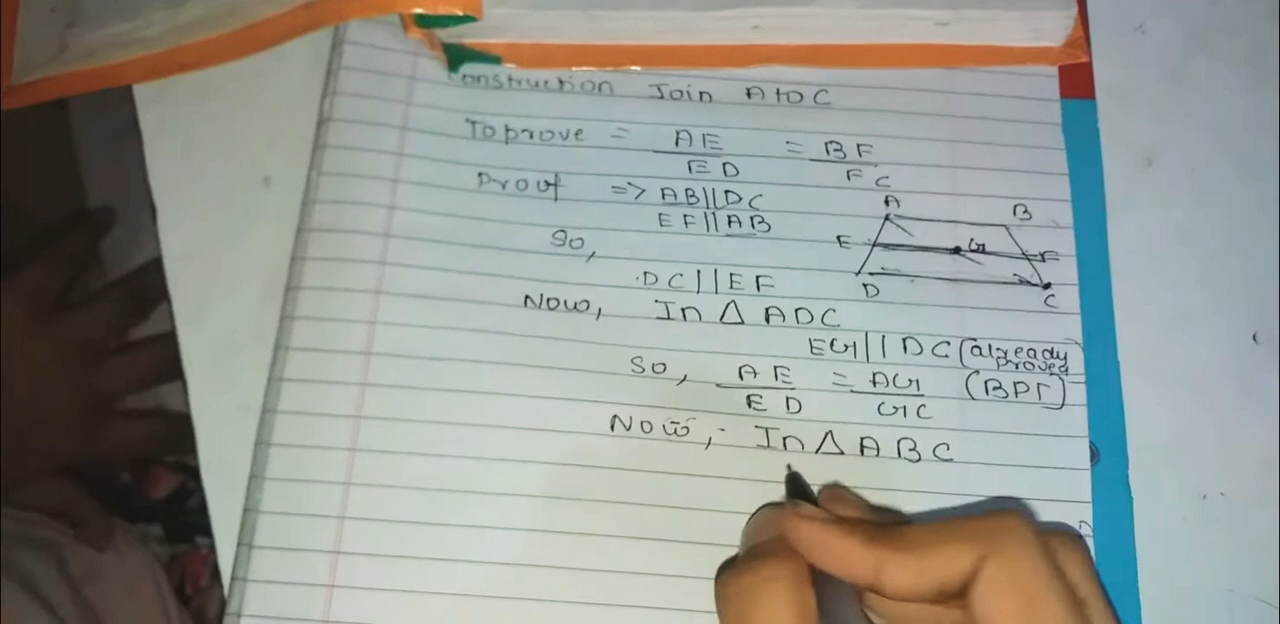 Construction Join A to C
To prove = AE/ED = BF/FC
Proof => AB||DC
EF||AB
A B
E G F
So,
DC||EF
D C
Now, In Δ ADC
EG||DC (already proved)
So, AE/ED = AG/GC (BPT)
Now, In Δ ABC